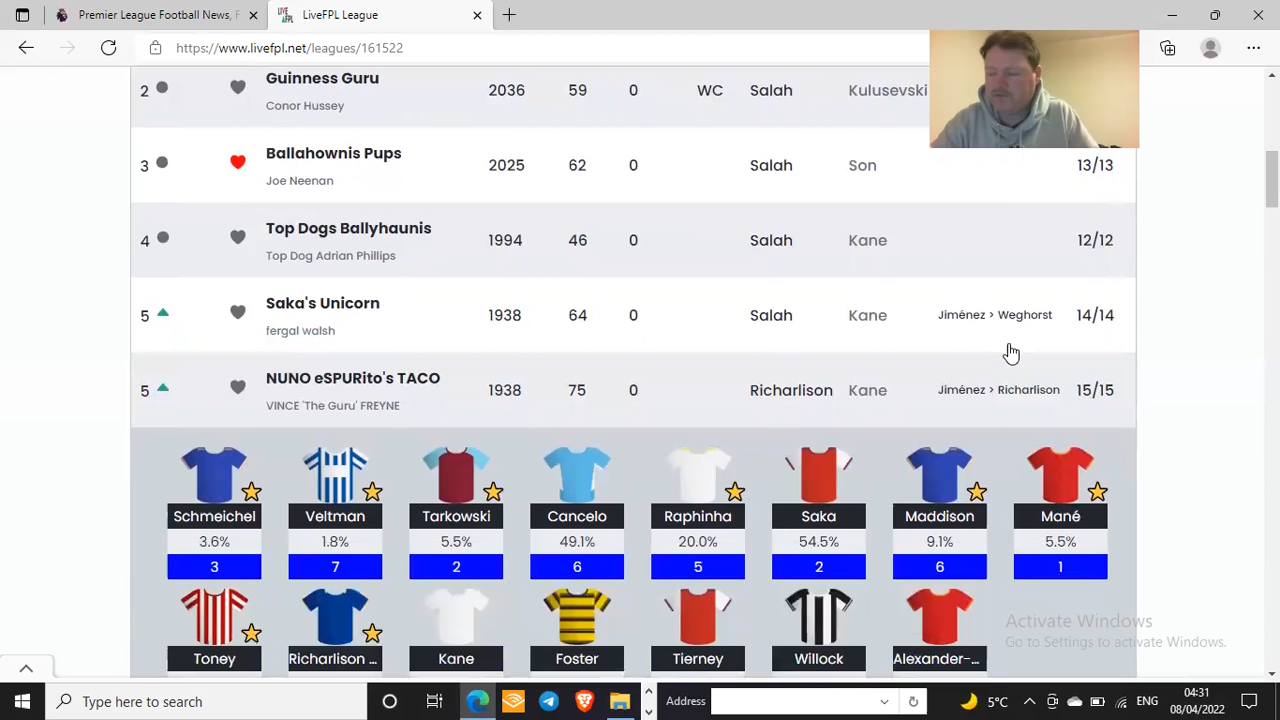 Premier League Football News, F
LiveFPL League
https://www.livefpl.net/leagues/161522
2 Guinness Guru 2036 59 0 WC Salah Kulusevski
Conor Hussey
3 Ballahownis Pups 2025 62 0 Salah Son 13/13
Joe Neenan
4 Top Dogs Ballyhaunis 1994 46 0 Salah Kane 12/12
Top Dog Adrian Phillips
5 Saka's Unicorn 1938 64 0 Salah Kane Jiménez > Weghorst 14/14
fergal walsh
5 NUNO eSPURito's TACO 1938 75 0 Richarlison Kane Jiménez > Richarlison 15/15
VINCE 'The Guru' FREYNE
Schmeichel Veltman Tarkowski Cancelo Raphinha Saka Maddison Mané
3.6% 1.8% 5.5% 49.1% 20.0% 54.5% 9.1% 5.5%
3 7 2 6 5 2 6 1
Toney Richarlison ... Kane Foster Tierney Willock Alexander-...
Activate Windows
Go to Settings to activate Windows.
Type here to search
Address
5°C
ENG
04:31
08/04/2022